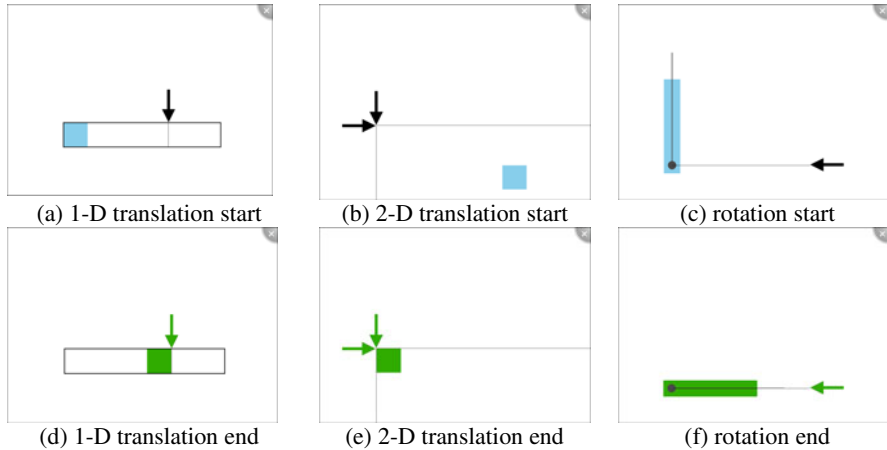 (a) 1-D translation start
(b) 2-D translation start
(c) rotation start
(d) 1-D translation end
(e) 2-D translation end
(f) rotation end